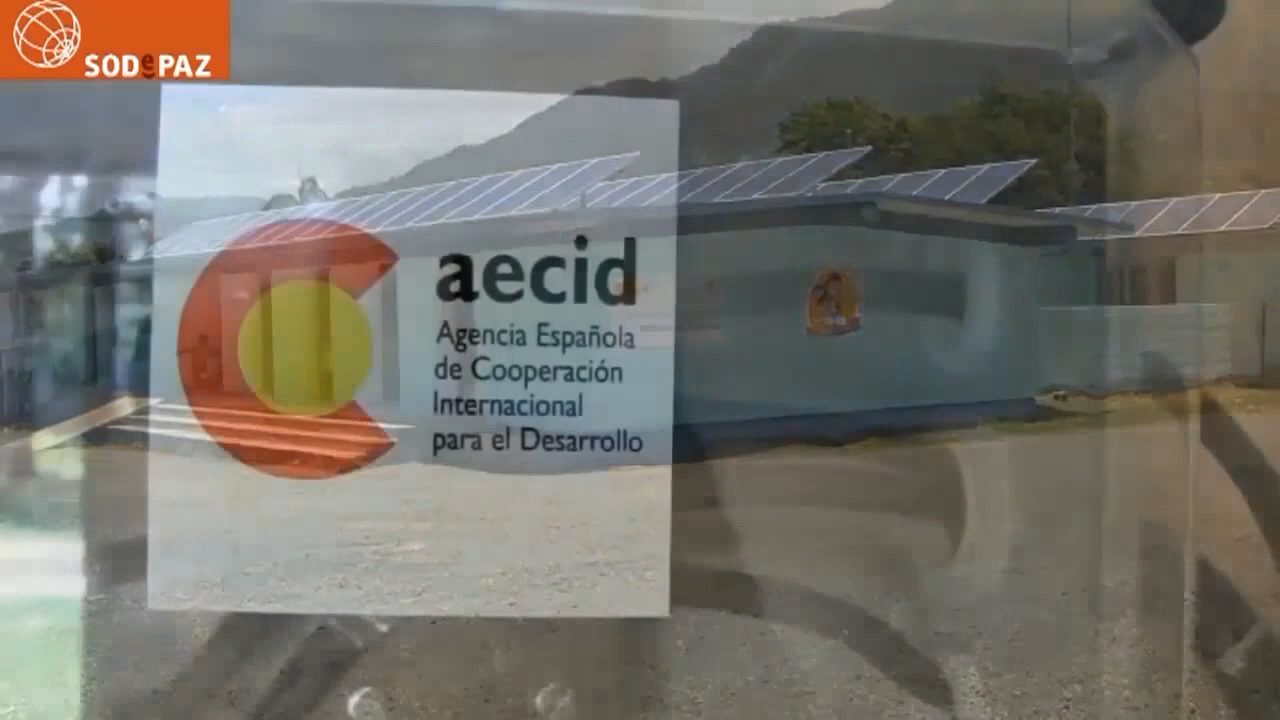 SODePAZ
aecid
Agencia Española
de Cooperación
Internacional
para el Desarrollo